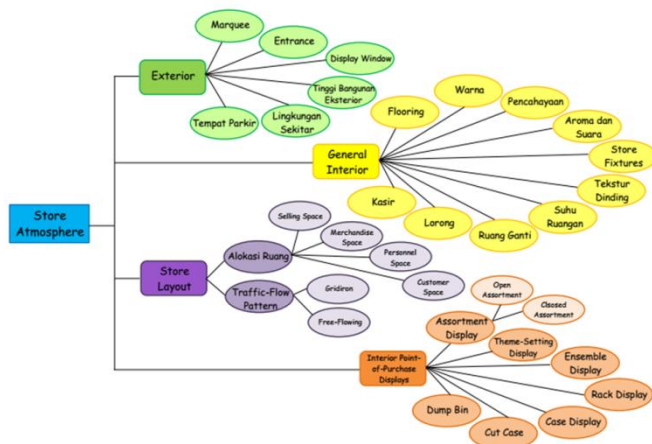 Marquee
Entrance
Display Window
Exterior
Tinggi Bangunan
Eksterior
Tempat Parkir
Lingkungan
Sekitar
Warna
Flooring
Pencahayaan
Aroma dan
Suara
General
Interior
Store
Fixtures
Tekstur
Dinding
Kasir
Suhu
Ruangan
Lorong
Ruang Ganti
Store
Atmosphere
Selling Space
Merchandise
Space
Alokasi Ruang
Personnel
Space
Store
Layout
Customer
Space
Traffic-Flow
Pattern
Gridiron
Free-Flowing
Open
Assortment
Clsosed Assortment
Assortment
Display
Theme-Setting
Display
Ensemble
Display
Interior Point-
of-Purchase
Displays
Rack Display
Dump Bin
Case Display
Cut Case